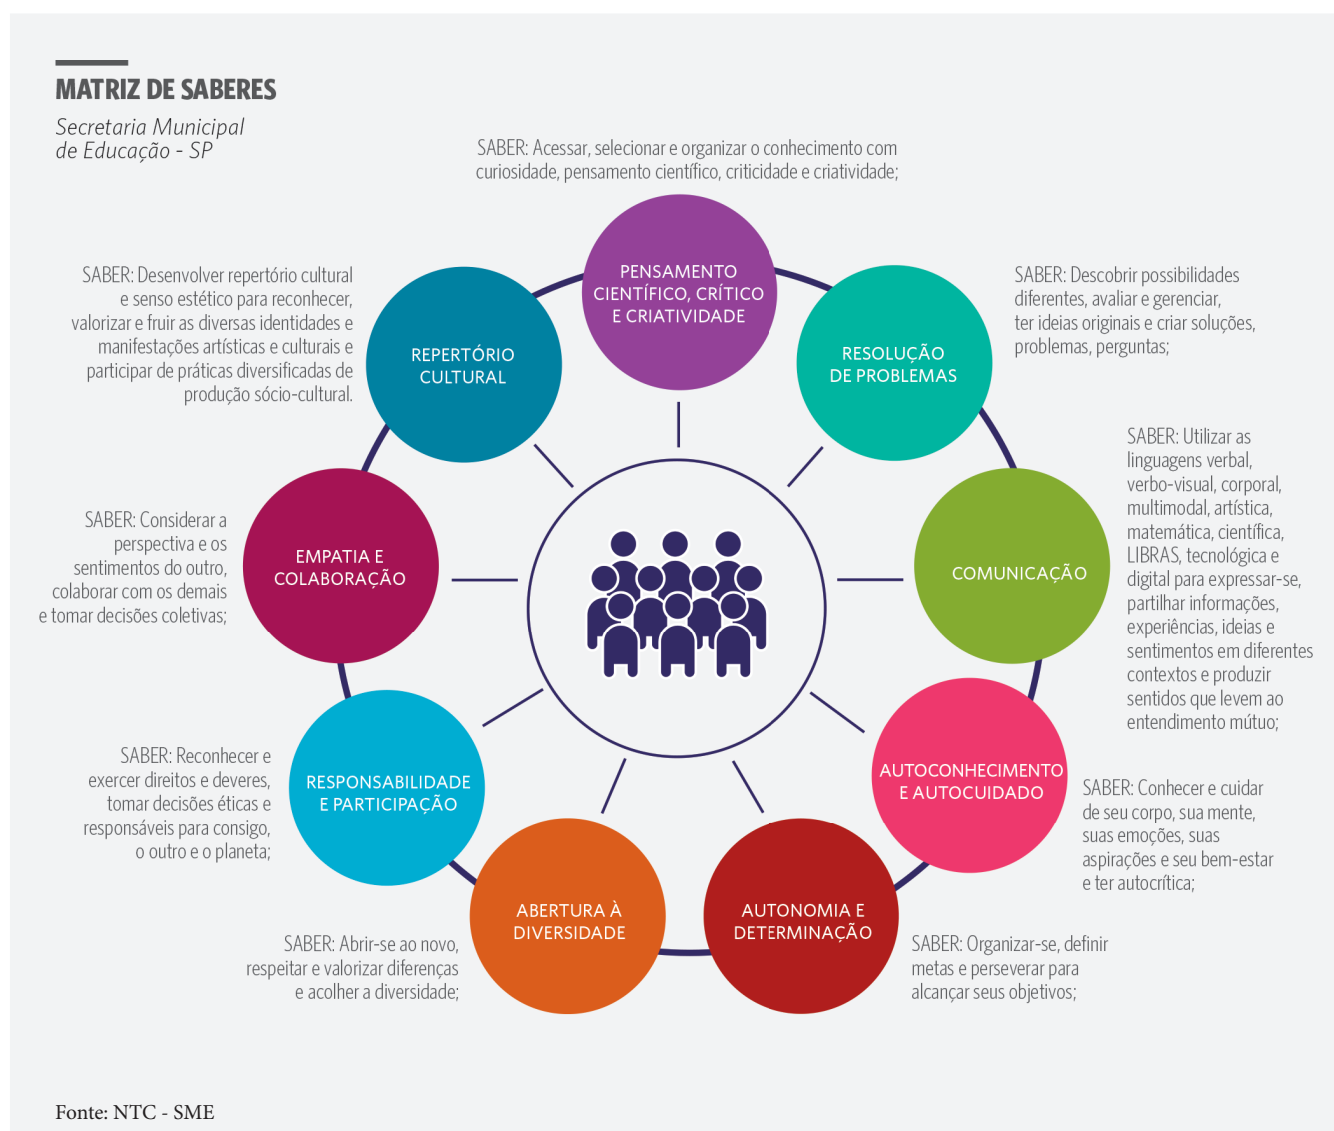 MATRIZ DE SABERES
Secretaria Municipal
de Educação - SP
SABER: Acessar, selecionar e organizar o conhecimento com
curiosidade, pensamento científico, criticidade e criatividade;
PENSAMENTO
CIENTÍFICO, CRÍTICO
E CRIATIVIDADE
SABER: Descobrir possibilidades
diferentes, avaliar e gerenciar,
ter ideias originais e criar soluções,
problemas, perguntas;
RESOLUÇÃO
DE PROBLEMAS
SABER: Utilizar as
linguagens verbal,
verbo-visual, corporal,
multimodal, artística,
matemática, científica,
LIBRAS, tecnológica e
digital para expressar-se,
partilhar informações,
experiências, ideias e
sentimentos em diferentes
contextos e produzir
sentidos que levem ao
entendimento mútuo;
COMUNICAÇÃO
AUTOCONHECIMENTO
E AUTOCUIDADO
SABER: Conhecer e cuidar
de seu corpo, sua mente,
suas emoções, suas
aspirações e seu bem-estar
e ter autocrítica;
AUTONOMIA E
DETERMINAÇÃO
SABER: Organizar-se, definir
metas e perseverar para
alcançar seus objetivos;
ABERTURA À
DIVERSIDADE
SABER: Abrir-se ao novo,
respeitar e valorizar diferenças
e acolher a diversidade;
RESPONSABILIDADE
E PARTICIPAÇÃO
SABER: Reconhecer e
exercer direitos e deveres,
tomar decisões éticas e
responsáveis para consigo,
o outro e o planeta;
EMPATIA E
COLABORAÇÃO
SABER: Considerar a
perspectiva e os
sentimentos do outro,
colaborar com os demais
e tomar decisões coletivas;
REPERTÓRIO
CULTURAL
SABER: Desenvolver repertório cultural
e senso estético para reconhecer,
valorizar e fruir as diversas identidades e
manifestações artísticas e culturais e
participar de práticas diversificadas de
produção sócio-cultural.
Fonte: NTC - SME